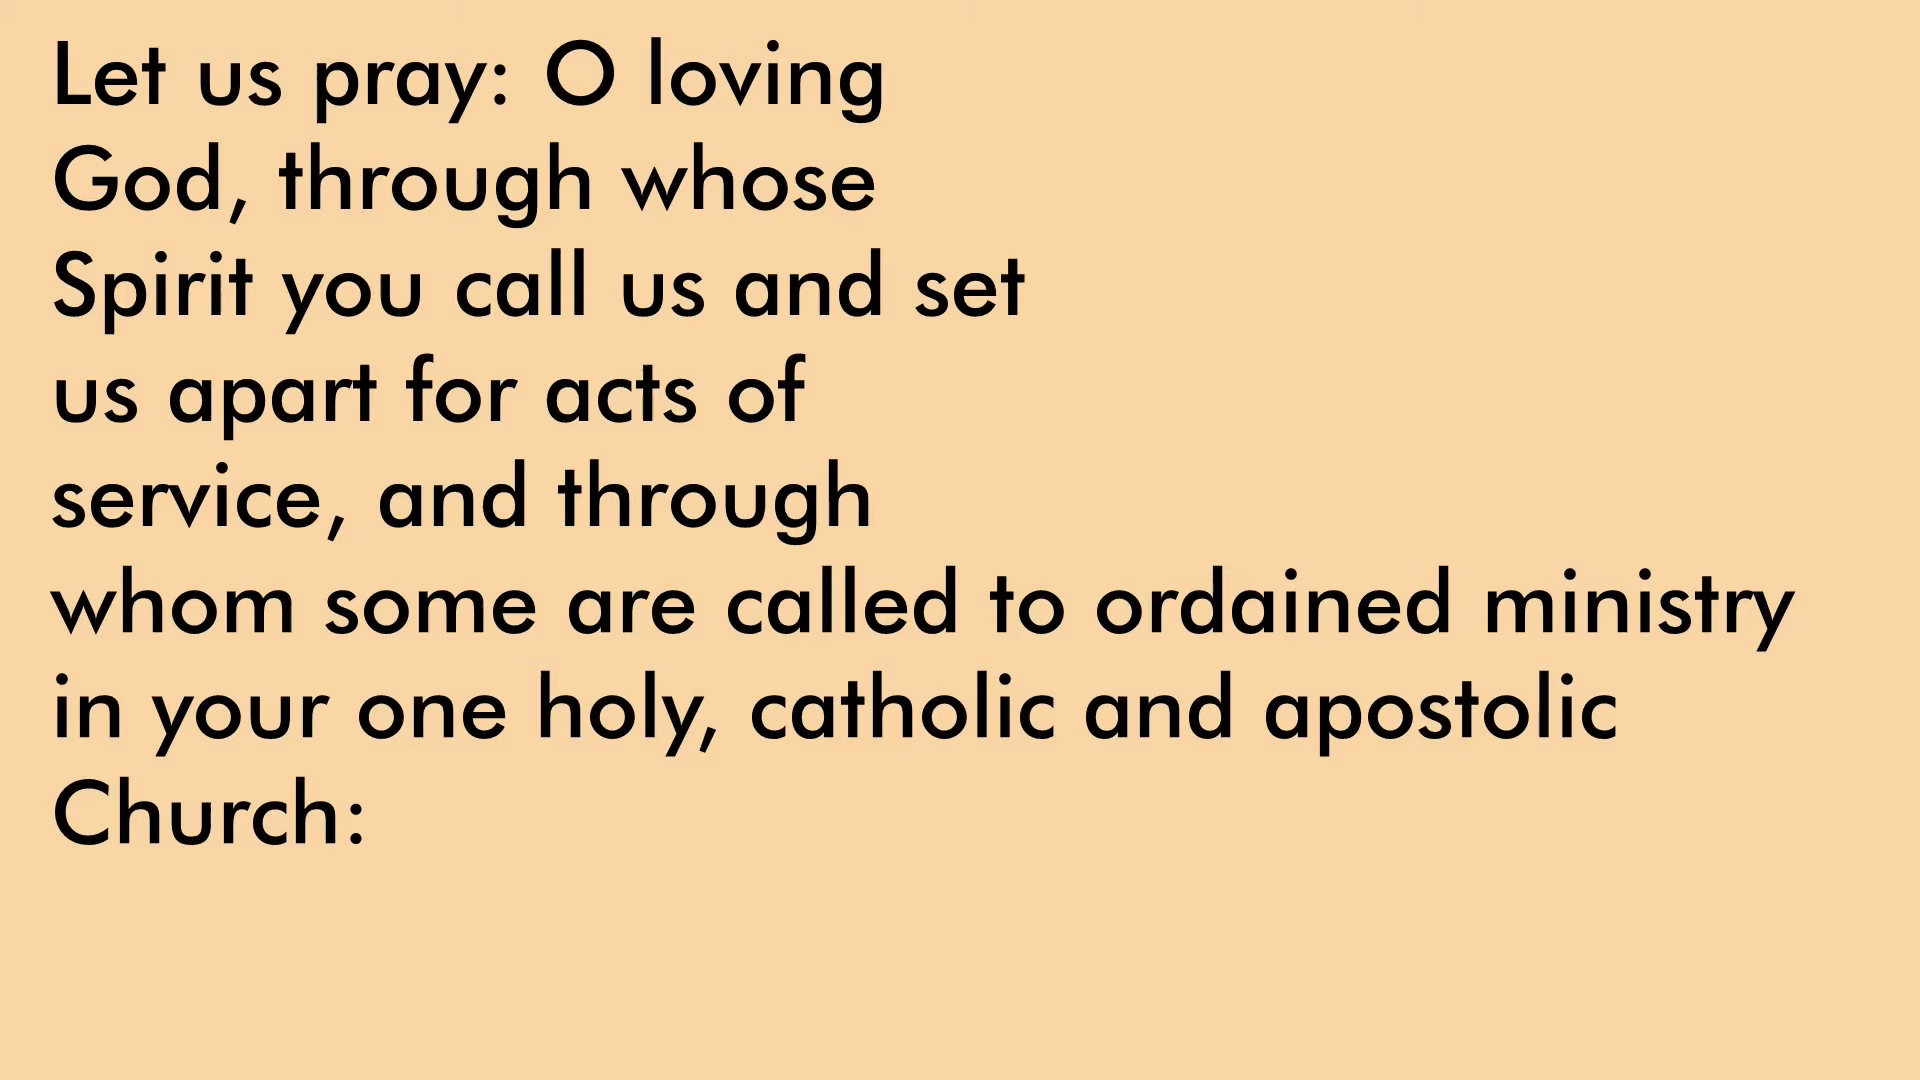 Let us pray: O loving
God, through whose
Spirit you call us and set
us apart for acts of
service, and through
whom some are called to ordained ministry
in your one holy, catholic and apostolic
Church: